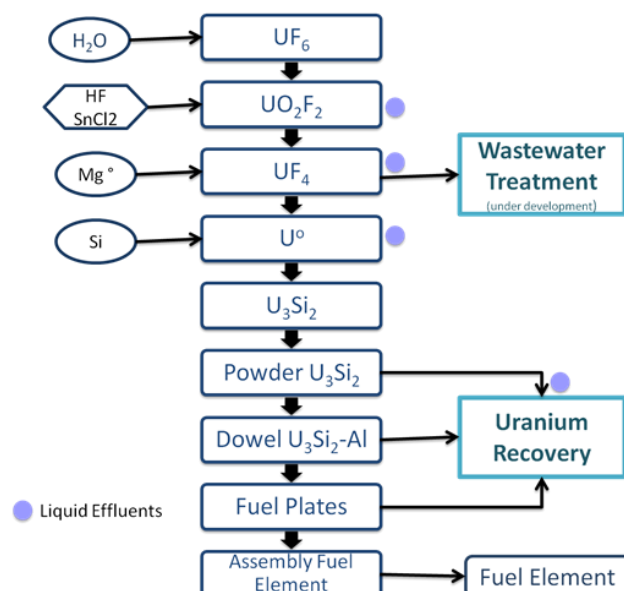 H₂O
UF₆
HF
SnCl2
UO₂F₂
Mg°
UF₄
Wastewater
Treatment
(under development)
Si
U⁰
U₃Si₂
Powder U₃Si₂
Dowel U₃Si₂-Al
Uranium
Recovery
Liquid Effluents
Fuel Plates
Assembly Fuel
Element
Fuel Element